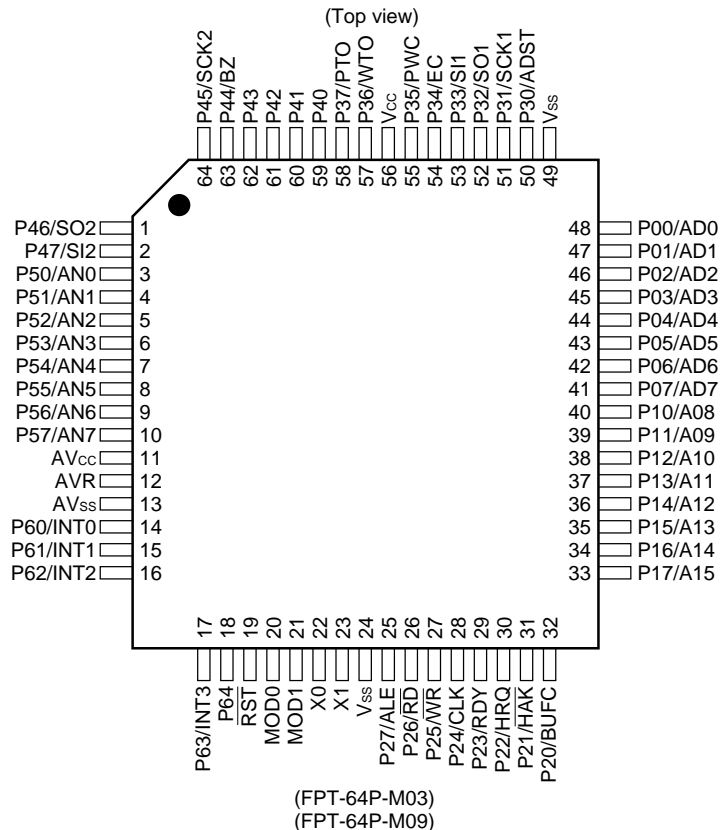 (Top view)
P45/SCK2
P44/BZ
P43
P42
P41
P40
P37/PTO
P36/WTO
Vcc
P35/PWC
P34/EC
P33/SI1
P32/SO1
P31/SCK1
P30/ADST
Vss
64 63 62 61 60 59 58 57 56 55 54 53 52 51 50 49
P46/SO2 1 48 P00/AD0
P47/SI2 2 47 P01/AD1
P50/AN0 3 46 P02/AD2
P51/AN1 4 45 P03/AD3
P52/AN2 5 44 P04/AD4
P53/AN3 6 43 P05/AD5
P54/AN4 7 42 P06/AD6
P55/AN5 8 41 P07/AD7
P56/AN6 9 40 P10/A08
P57/AN7 10 39 P11/A09
AVcc 11 38 P12/A10
AVR 12 37 P13/A11
AVss 13 36 P14/A12
P60/INT0 14 35 P15/A13
P61/INT1 15 34 P16/A14
P62/INT2 16 33 P17/A15
17 18 19 20 21 22 23 24 25 26 27 28 29 30 31 32
P63/INT3
P64
RST
MOD0
MOD1
X0
X1
Vss
P27/ALE
P26/RD
P25/WR
P24/CLK
P23/RDY
P22/HRQ
P21/HAK
P20/BUFC
(FPT-64P-M03)
(FPT-64P-M09)